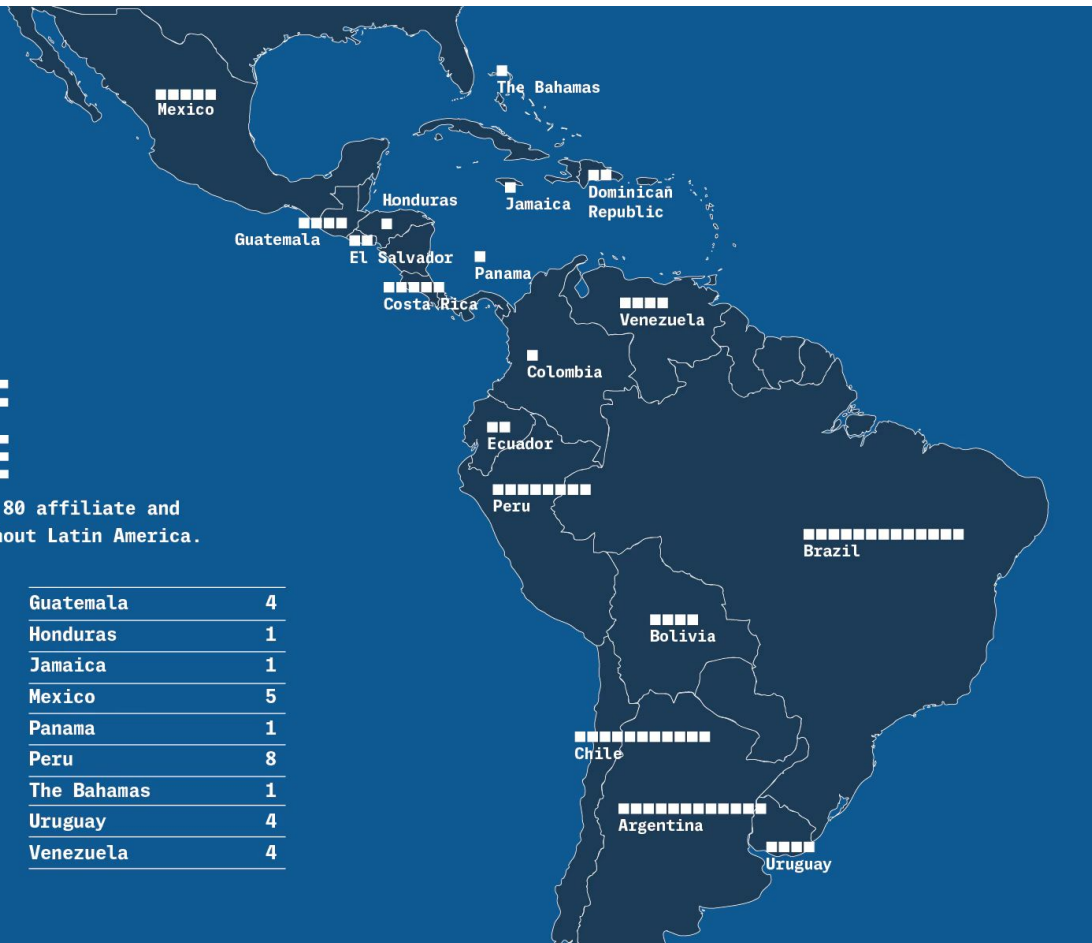 The Bahamas
Mexico
Dominican
Republic
Jamaica
Honduras
Guatemala
El Salvador
Panama
Costa Rica
Venezuela
Colombia
Ecuador
Peru
Brazil
80 affiliate and
out Latin America.
Bolivia
Chile
Argentina
Uruguay
Guatemala 4
Honduras 1
Jamaica 1
Mexico 5
Panama 1
Peru 8
The Bahamas 1
Uruguay 4
Venezuela 4